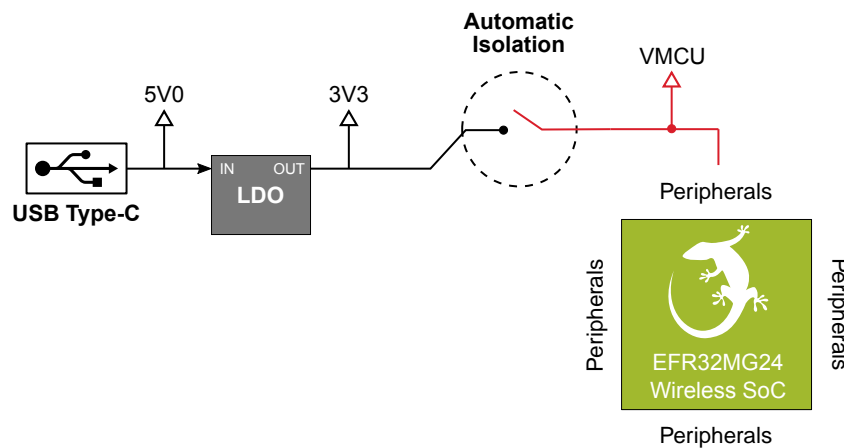 Automatic
Isolation
VMCU
5V0
3V3
IN
OUT
LDO
USB Type-C
Peripherals
Peripherals
Peripherals
EFR32MG24
Wireless SoC
Peripherals